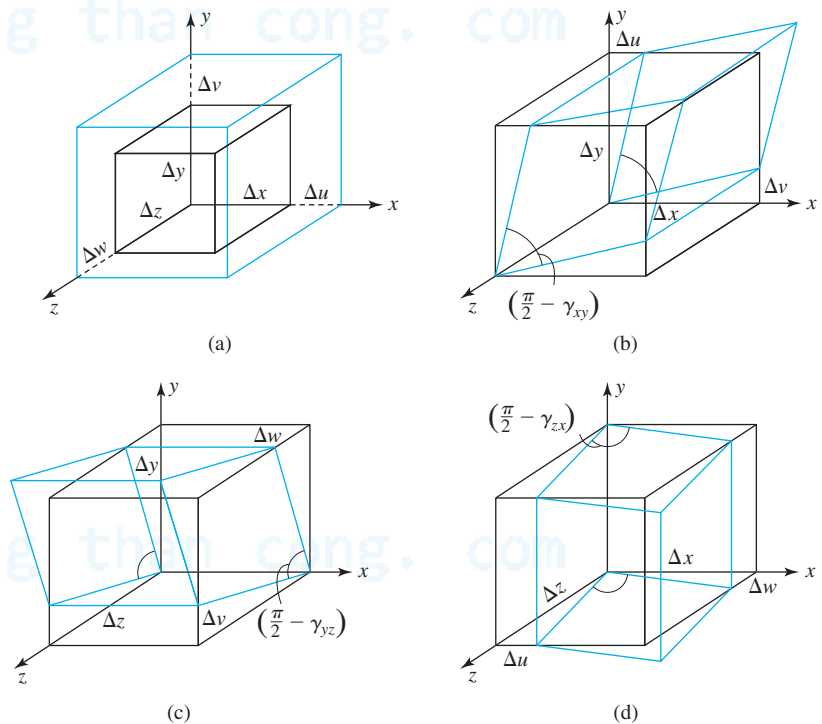 g than cong. com
y
Δv
Δy
Δx
Δu
x
Δz
Δw
z
(a)
y
Δu
Δy
Δx
Δv
x
z
(π/2 − γxy)
(b)
y
Δw
Δy
x
Δz
Δv
(π/2 − γyz)
z
(c)
g than cong. com
y
(π/2 − γzx)
Δx
x
Δz
Δw
Δu
z
(d)